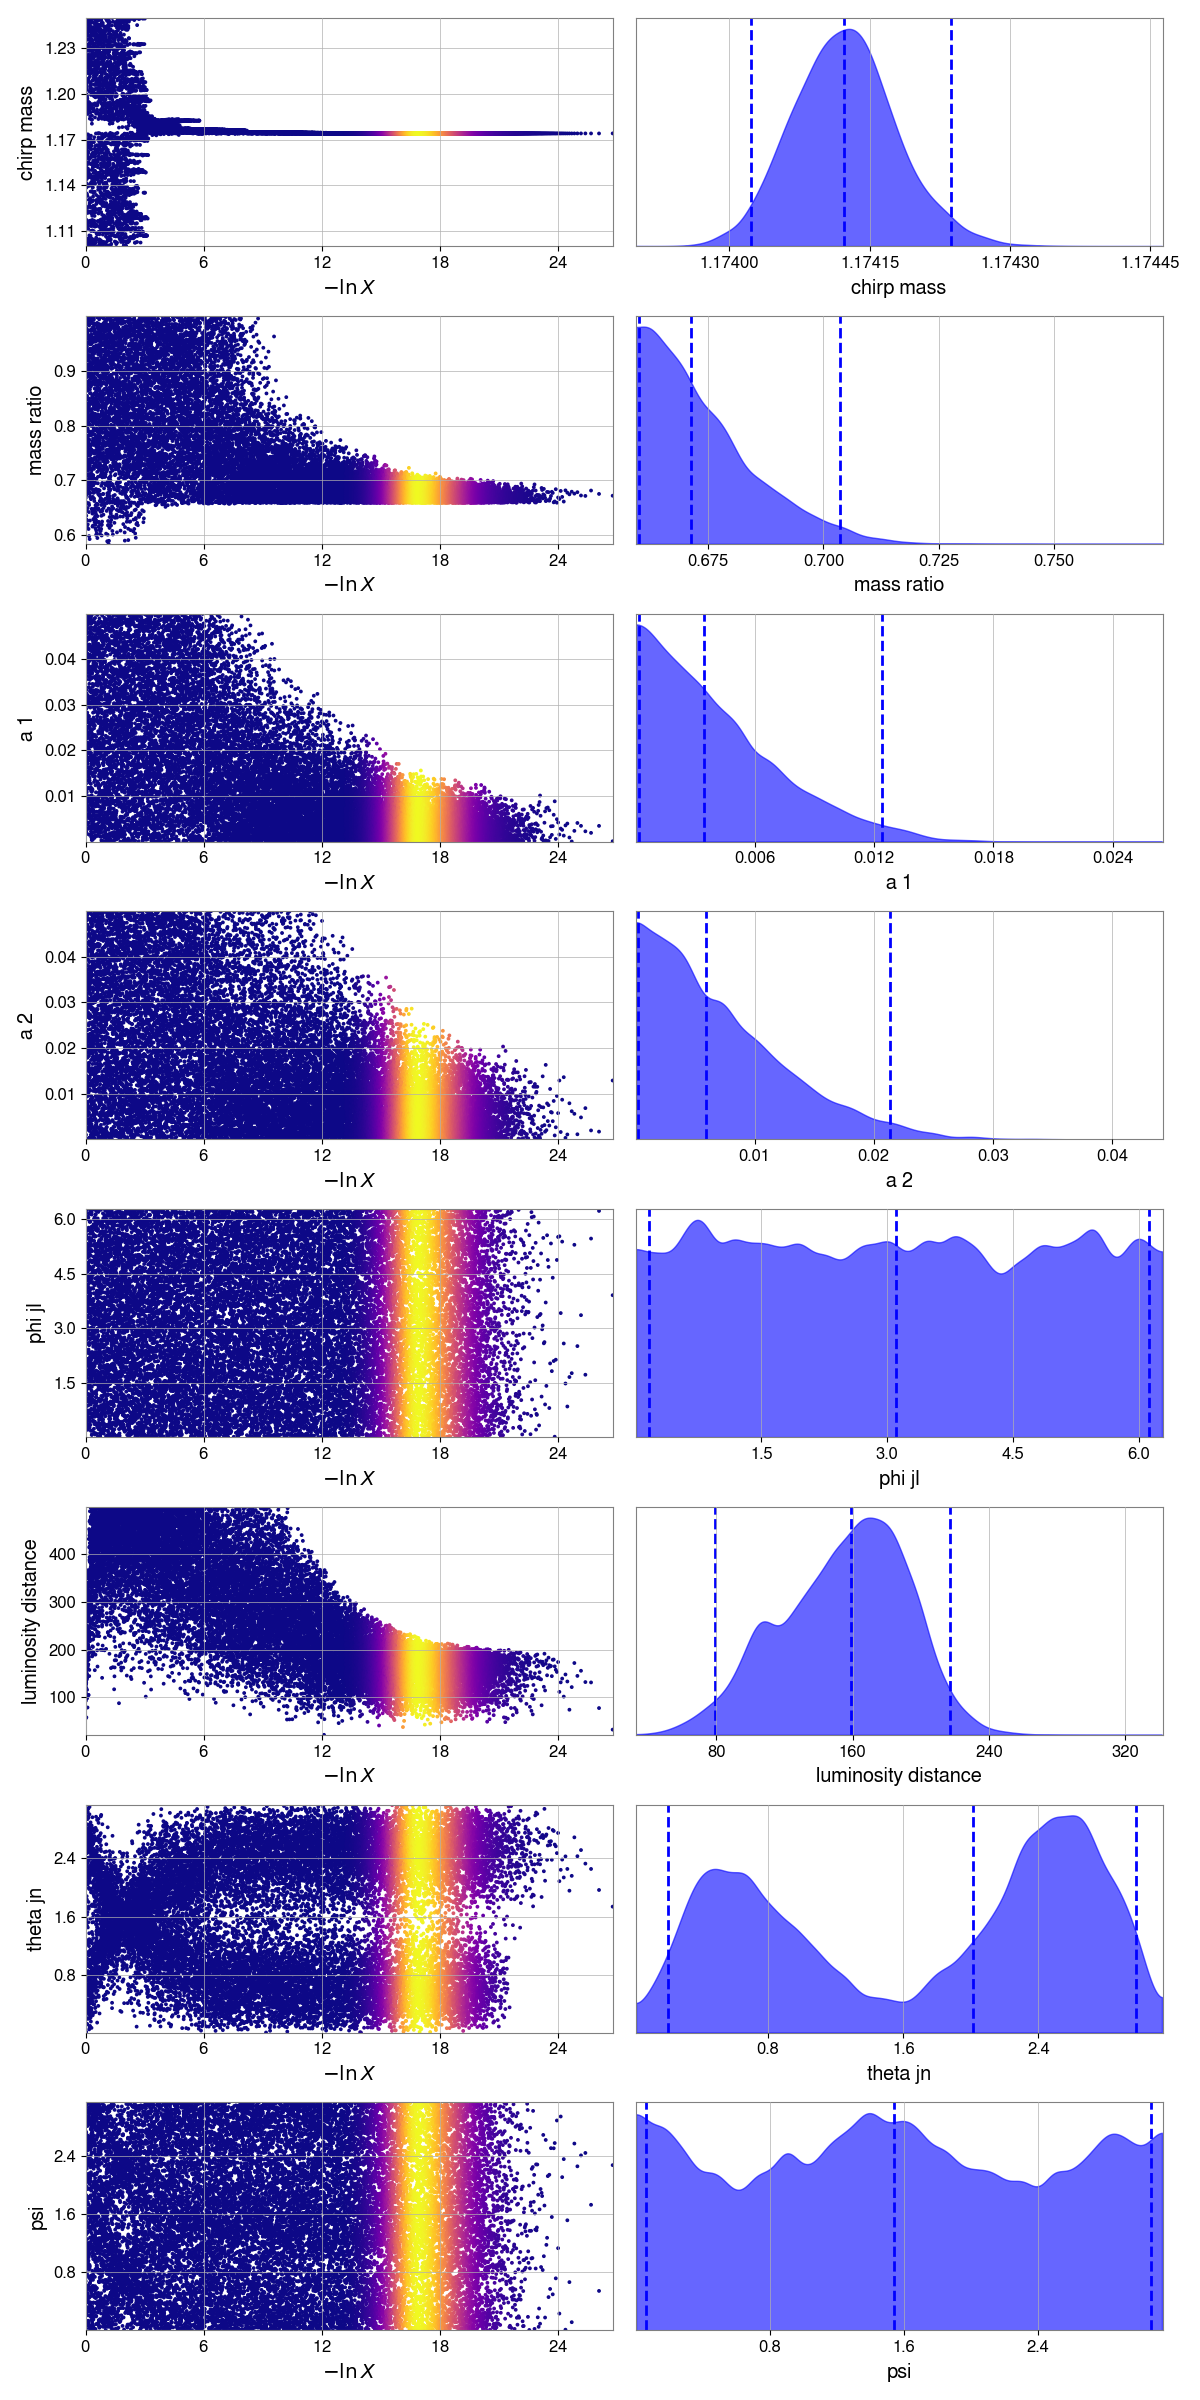 1.23
1.20
1.17
1.14
1.11
chirp mass
0 6 12 18 24
−ln X
1.17400 1.17415 1.17430 1.17445
chirp mass
0.9
0.8
0.7
0.6
mass ratio
0 6 12 18 24
−ln X
0.675 0.700 0.725 0.750
mass ratio
0.04
0.03
0.02
0.01
a 1
0 6 12 18 24
−ln X
0.006 0.012 0.018 0.024
a 1
0.04
0.03
0.02
0.01
a 2
0 6 12 18 24
−ln X
0.01 0.02 0.03 0.04
a 2
6.0
4.5
3.0
1.5
phi jl
0 6 12 18 24
−ln X
1.5 3.0 4.5 6.0
phi jl
400
300
200
100
luminosity distance
0 6 12 18 24
−ln X
80 160 240 320
luminosity distance
2.4
1.6
0.8
theta jn
0 6 12 18 24
−ln X
0.8 1.6 2.4
theta jn
2.4
1.6
0.8
psi
0 6 12 18 24
−ln X
0.8 1.6 2.4
psi